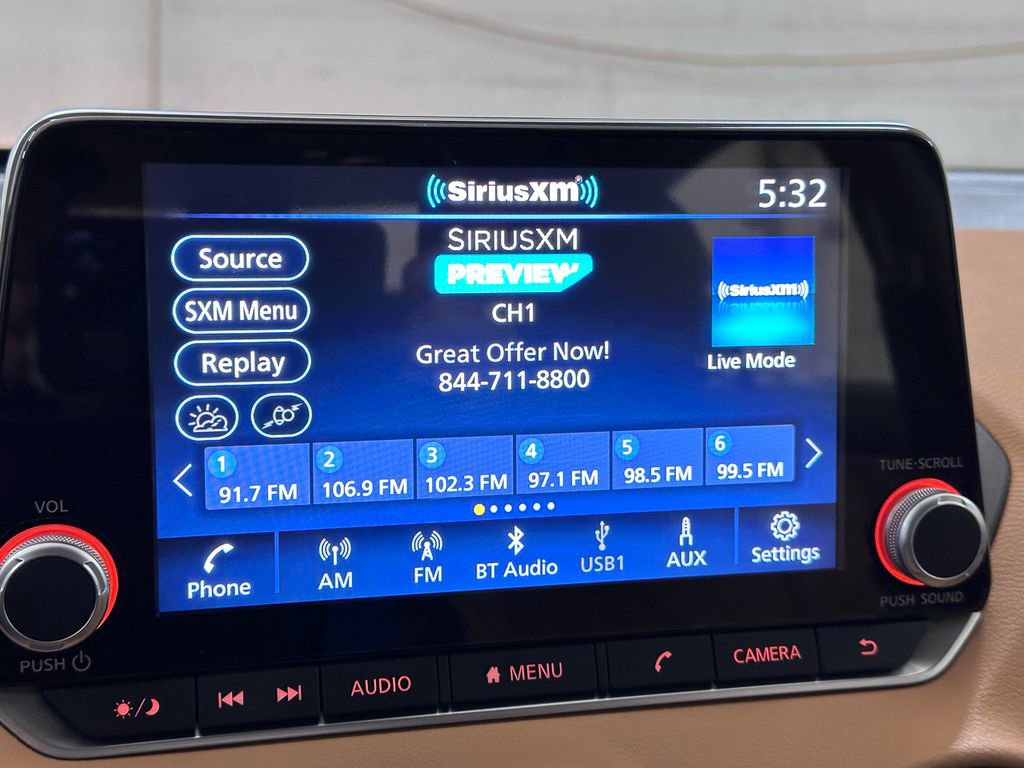 SiriusXM®
5:32
Source
SIRIUSXM
PREVIEW
SXM Menu
CH1
SiriusXM
Replay
Great Offer Now!
844-711-8800
Live Mode
1 91.7 FM
2 106.9 FM
3 102.3 FM
4 97.1 FM
5 98.5 FM
6 99.5 FM
Phone
AM
FM
BT Audio
USB1
AUX
Settings
VOL
PUSH
TUNE·SCROLL
PUSH SOUND
AUDIO
MENU
CAMERA